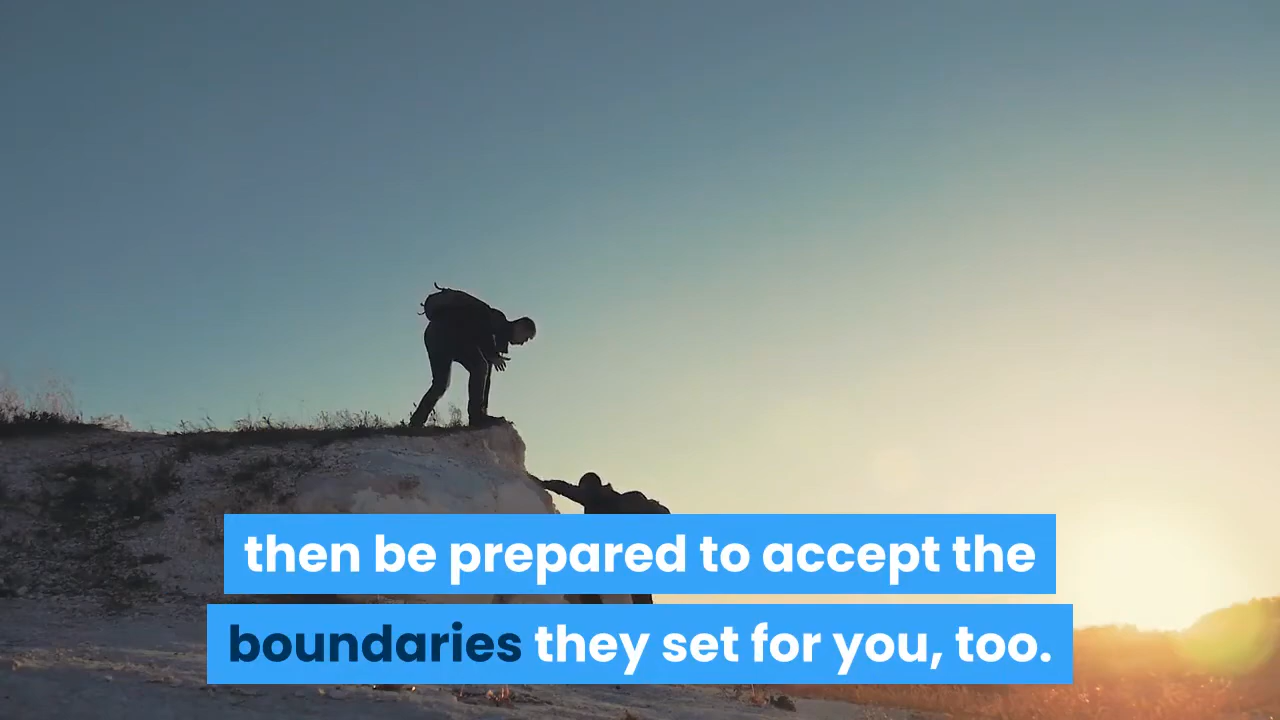 then be prepared to accept the
boundaries they set for you, too.